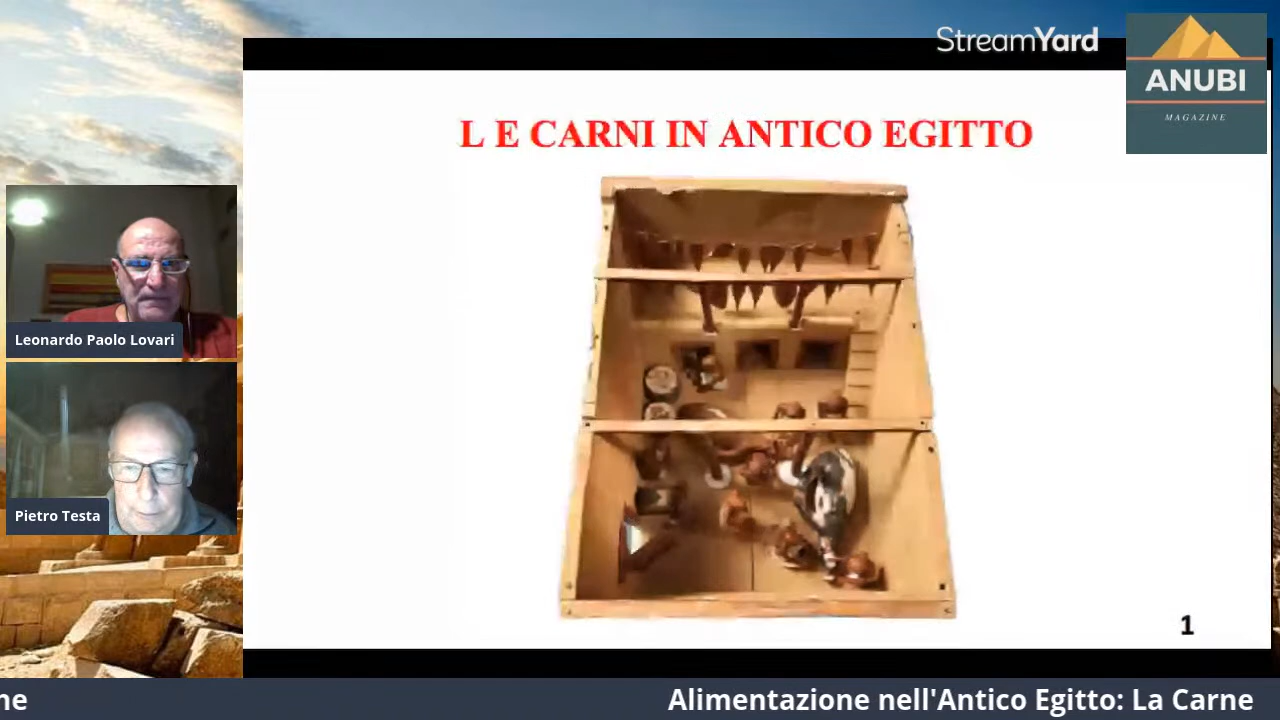 StreamYard
ANUBI
MAGAZINE
L E CARNI IN ANTICO EGITTO
Leonardo Paolo Lovari
Pietro Testa
1
ne
Alimentazione nell'Antico Egitto: La Carne